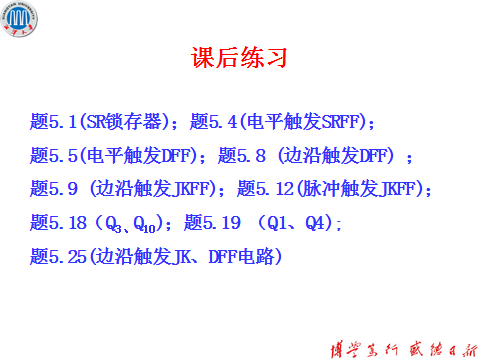 课后练习
题5.1(SR锁存器)；题5.4(电平触发SRFF)；
题5.5(电平触发DFF)；题5.8 (边沿触发DFF) ；
题5.9 (边沿触发JKFF)；题5.12(脉冲触发JKFF)；
题5.18（Q3、Q10)；题5.19 （Q1、Q4);
题5.25(边沿触发JK、DFF电路)
博学笃行 盛德日新